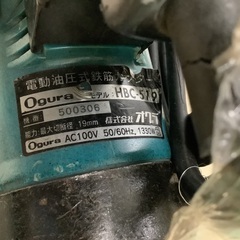 電動油圧式鉄筋
Ogura モデル HBC-519
機番 500306
能力: 最大切断径 19mm 株式会社オグラ
Ogura AC100V 50/60Hz, 1330W